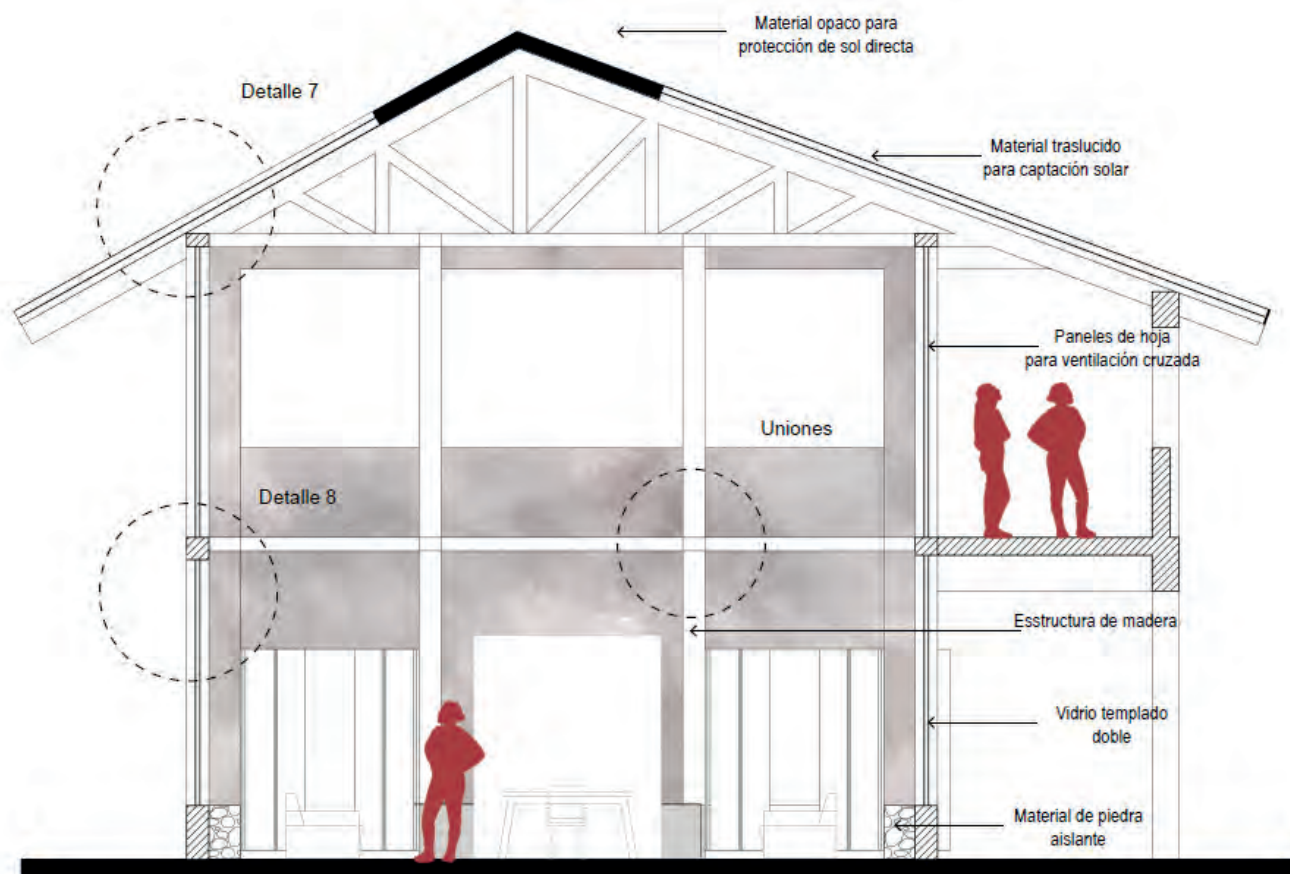 Material opaco para
protección de sol directa
Detalle 7
Material traslucido
para captación solar
Paneles de hoja
para ventilación cruzada
Uniones
Detalle 8
Esstructura de madera
Vidrio templado
doble
Material de piedra
aislante